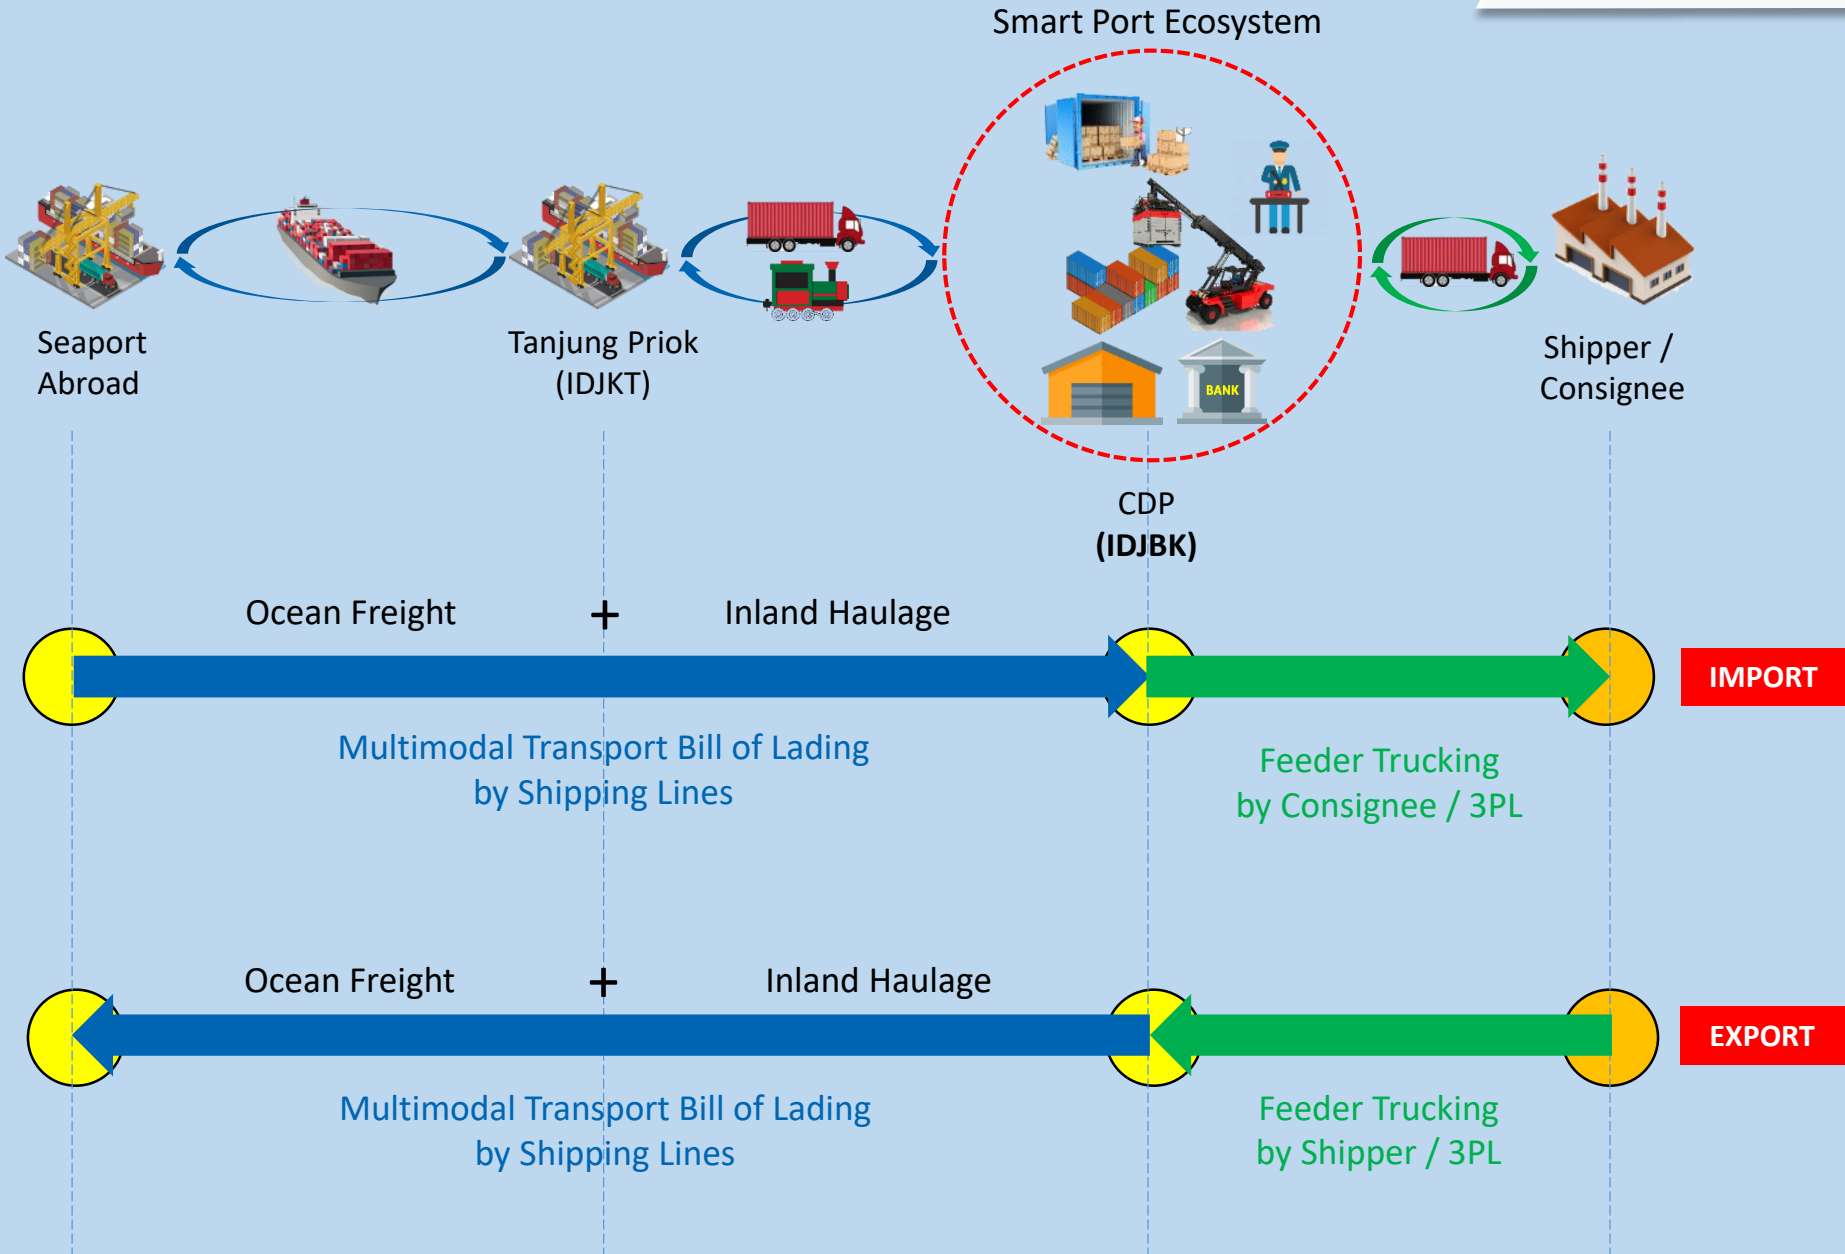 Smart Port Ecosystem
BANK
Seaport
Abroad
Tanjung Priok
(IDJKT)
Shipper /
Consignee
CDP
(IDJBK)
Ocean Freight + Inland Haulage
IMPORT
Multimodal Transport Bill of Lading
by Shipping Lines
Feeder Trucking
by Consignee / 3PL
Ocean Freight + Inland Haulage
EXPORT
Multimodal Transport Bill of Lading
by Shipping Lines
Feeder Trucking
by Shipper / 3PL